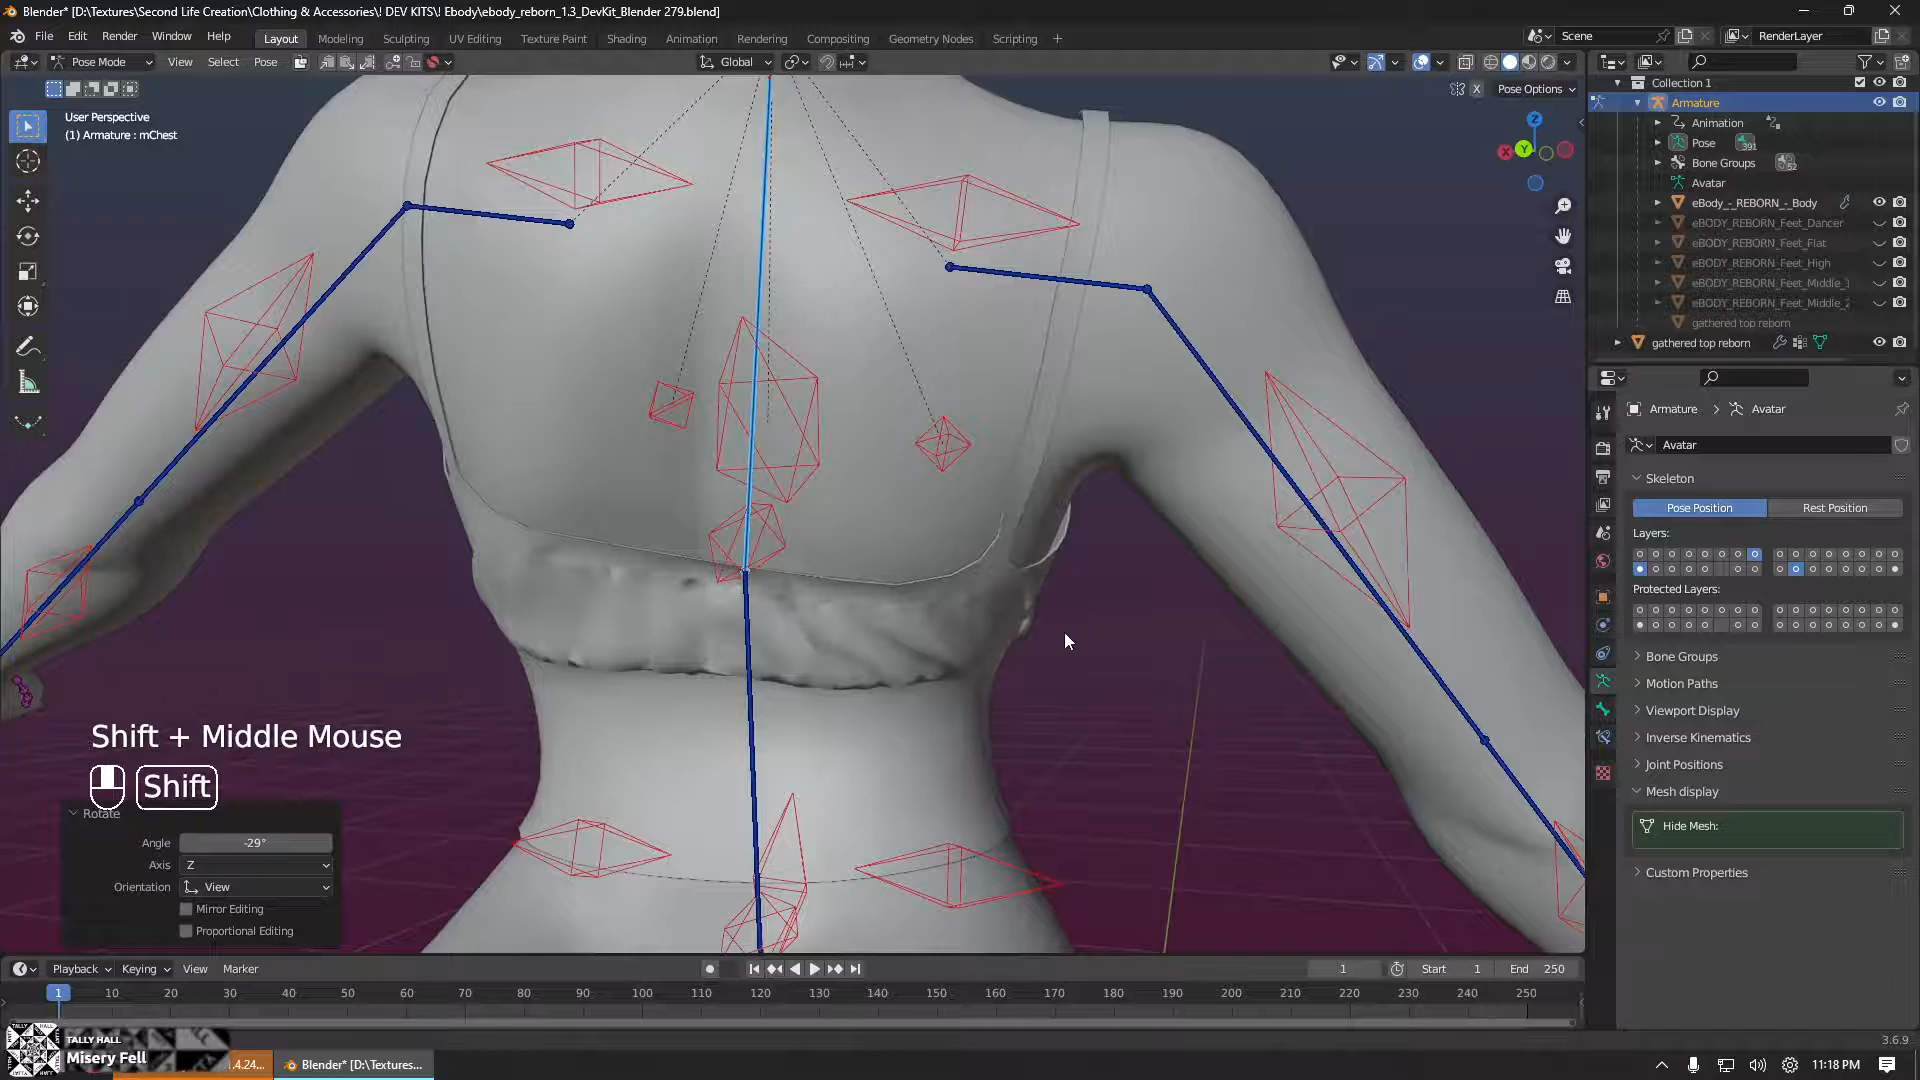 Blender* [D:\Textures\Second Life Creation\Clothing & Accessories\! DEV KITS\! Ebody\ebody_reborn_1.3_DevKit_Blender 279.blend]
File Edit Render Window Help Layout Modeling Sculpting UV Editing Texture Paint Shading Animation Rendering Compositing Geometry Nodes Scripting + Scene RenderLayer
Pose Mode View Select Pose Global
X Pose Options
User Perspective
(1) Armature : mChest
Z
X Y
Collection 1
Armature
Animation
Pose 391
Bone Groups 52
Avatar
eBody_-_REBORN_-_Body
eBODY_REBORN_Feet_Dancer
eBODY_REBORN_Feet_Flat
eBODY_REBORN_Feet_High
eBODY_REBORN_Feet_Middle_
eBODY_REBORN_Feet_Middle_
gathered top reborn
gathered top reborn
Armature > Avatar
Avatar
Skeleton
Pose Position Rest Position
Layers:
Protected Layers:
Bone Groups
Motion Paths
Viewport Display
Inverse Kinematics
Joint Positions
Mesh display
Hide Mesh:
Custom Properties
Shift + Middle Mouse
Shift
Rotate
Angle -29°
Axis Z
Orientation View
Mirror Editing
Proportional Editing
Playback Keying View Marker 1 Start 1 End 250
1 10 20 30 40 50 60 70 80 90 100 110 120 130 140 150 160 170 180 190 200 210 220 230 240 250
3.6.9
TALLY HALL
Misery Fell
1.4.24...
Blender* [D:\Textures...
11:18 PM